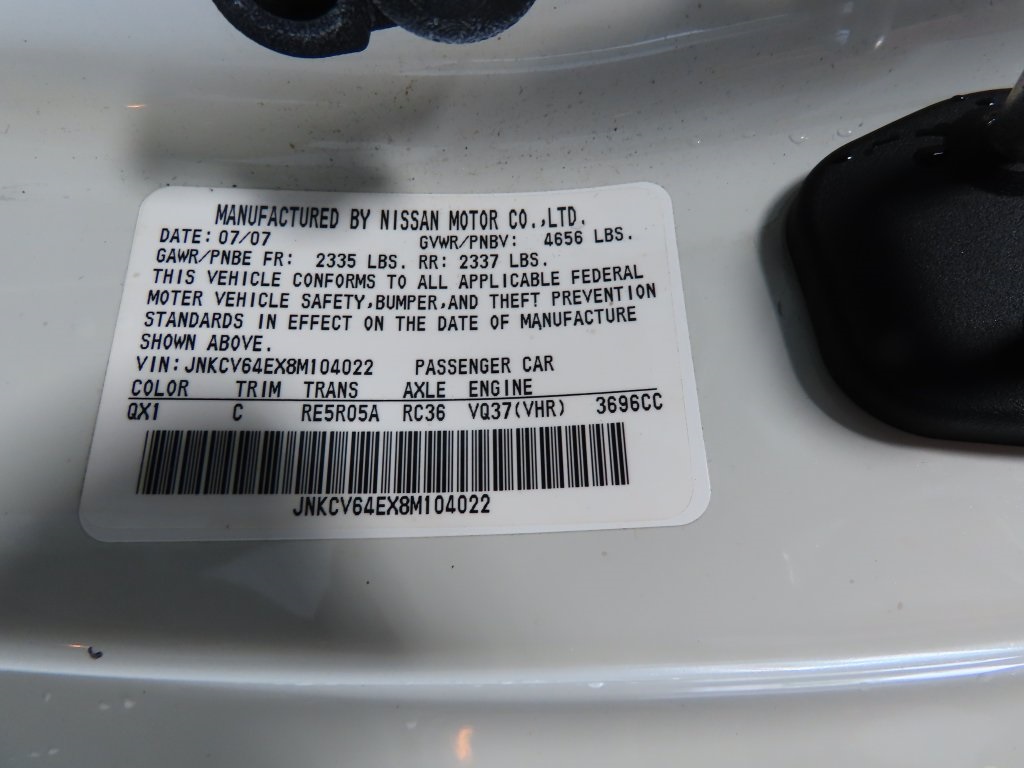 MANUFACTURED BY NISSAN MOTOR CO.,LTD.
DATE: 07/07 GVWR/PNBV: 4656 LBS.
GAWR/PNBE FR: 2335 LBS. RR: 2337 LBS.
THIS VEHICLE CONFORMS TO ALL APPLICABLE FEDERAL
MOTER VEHICLE SAFETY,BUMPER,AND THEFT PREVENTION
STANDARDS IN EFFECT ON THE DATE OF MANUFACTURE
SHOWN ABOVE.
VIN: JNKCV64EX8M104022 PASSENGER CAR
COLOR TRIM TRANS AXLE ENGINE
QX1 C RE5R05A RC36 VQ37(VHR) 3696CC
JNKCV64EX8M104022